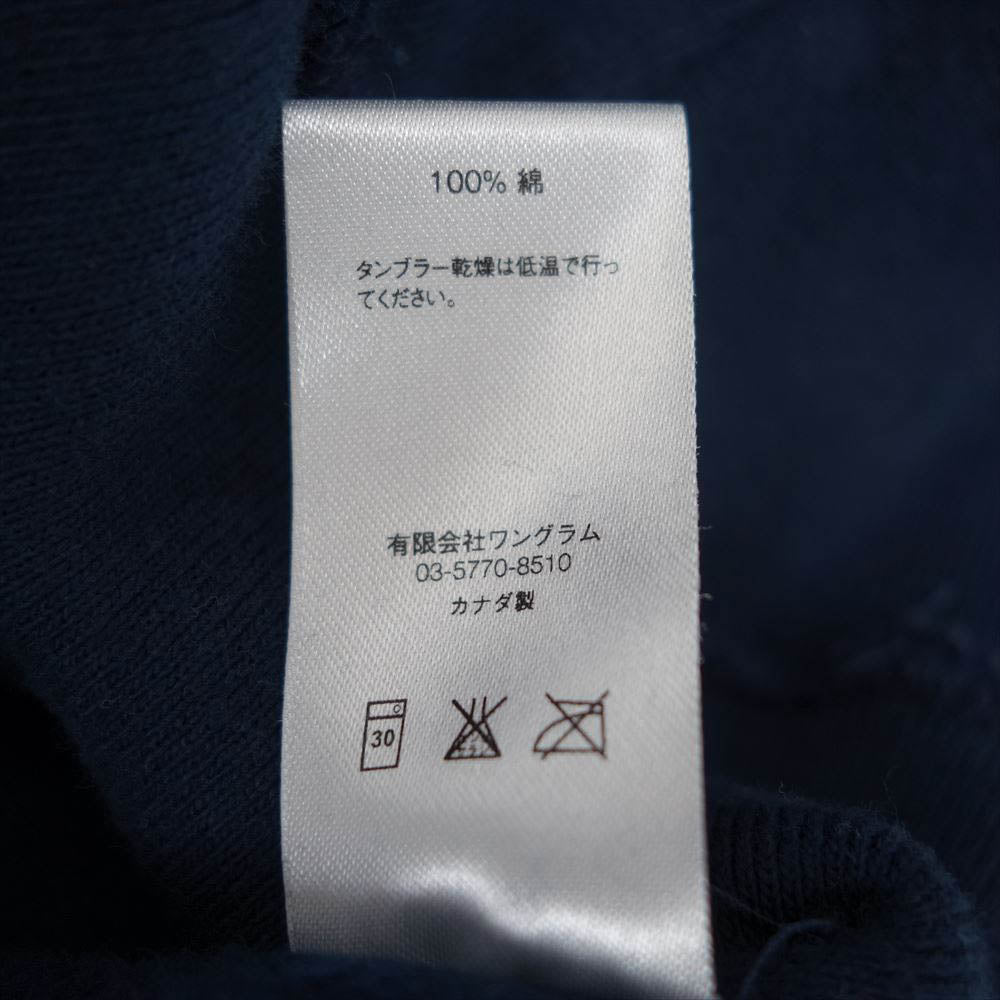 100% 綿
タンブラー乾燥は低温で行っ
てください。
有限会社ワングラム
03-5770-8510
カナダ製
30